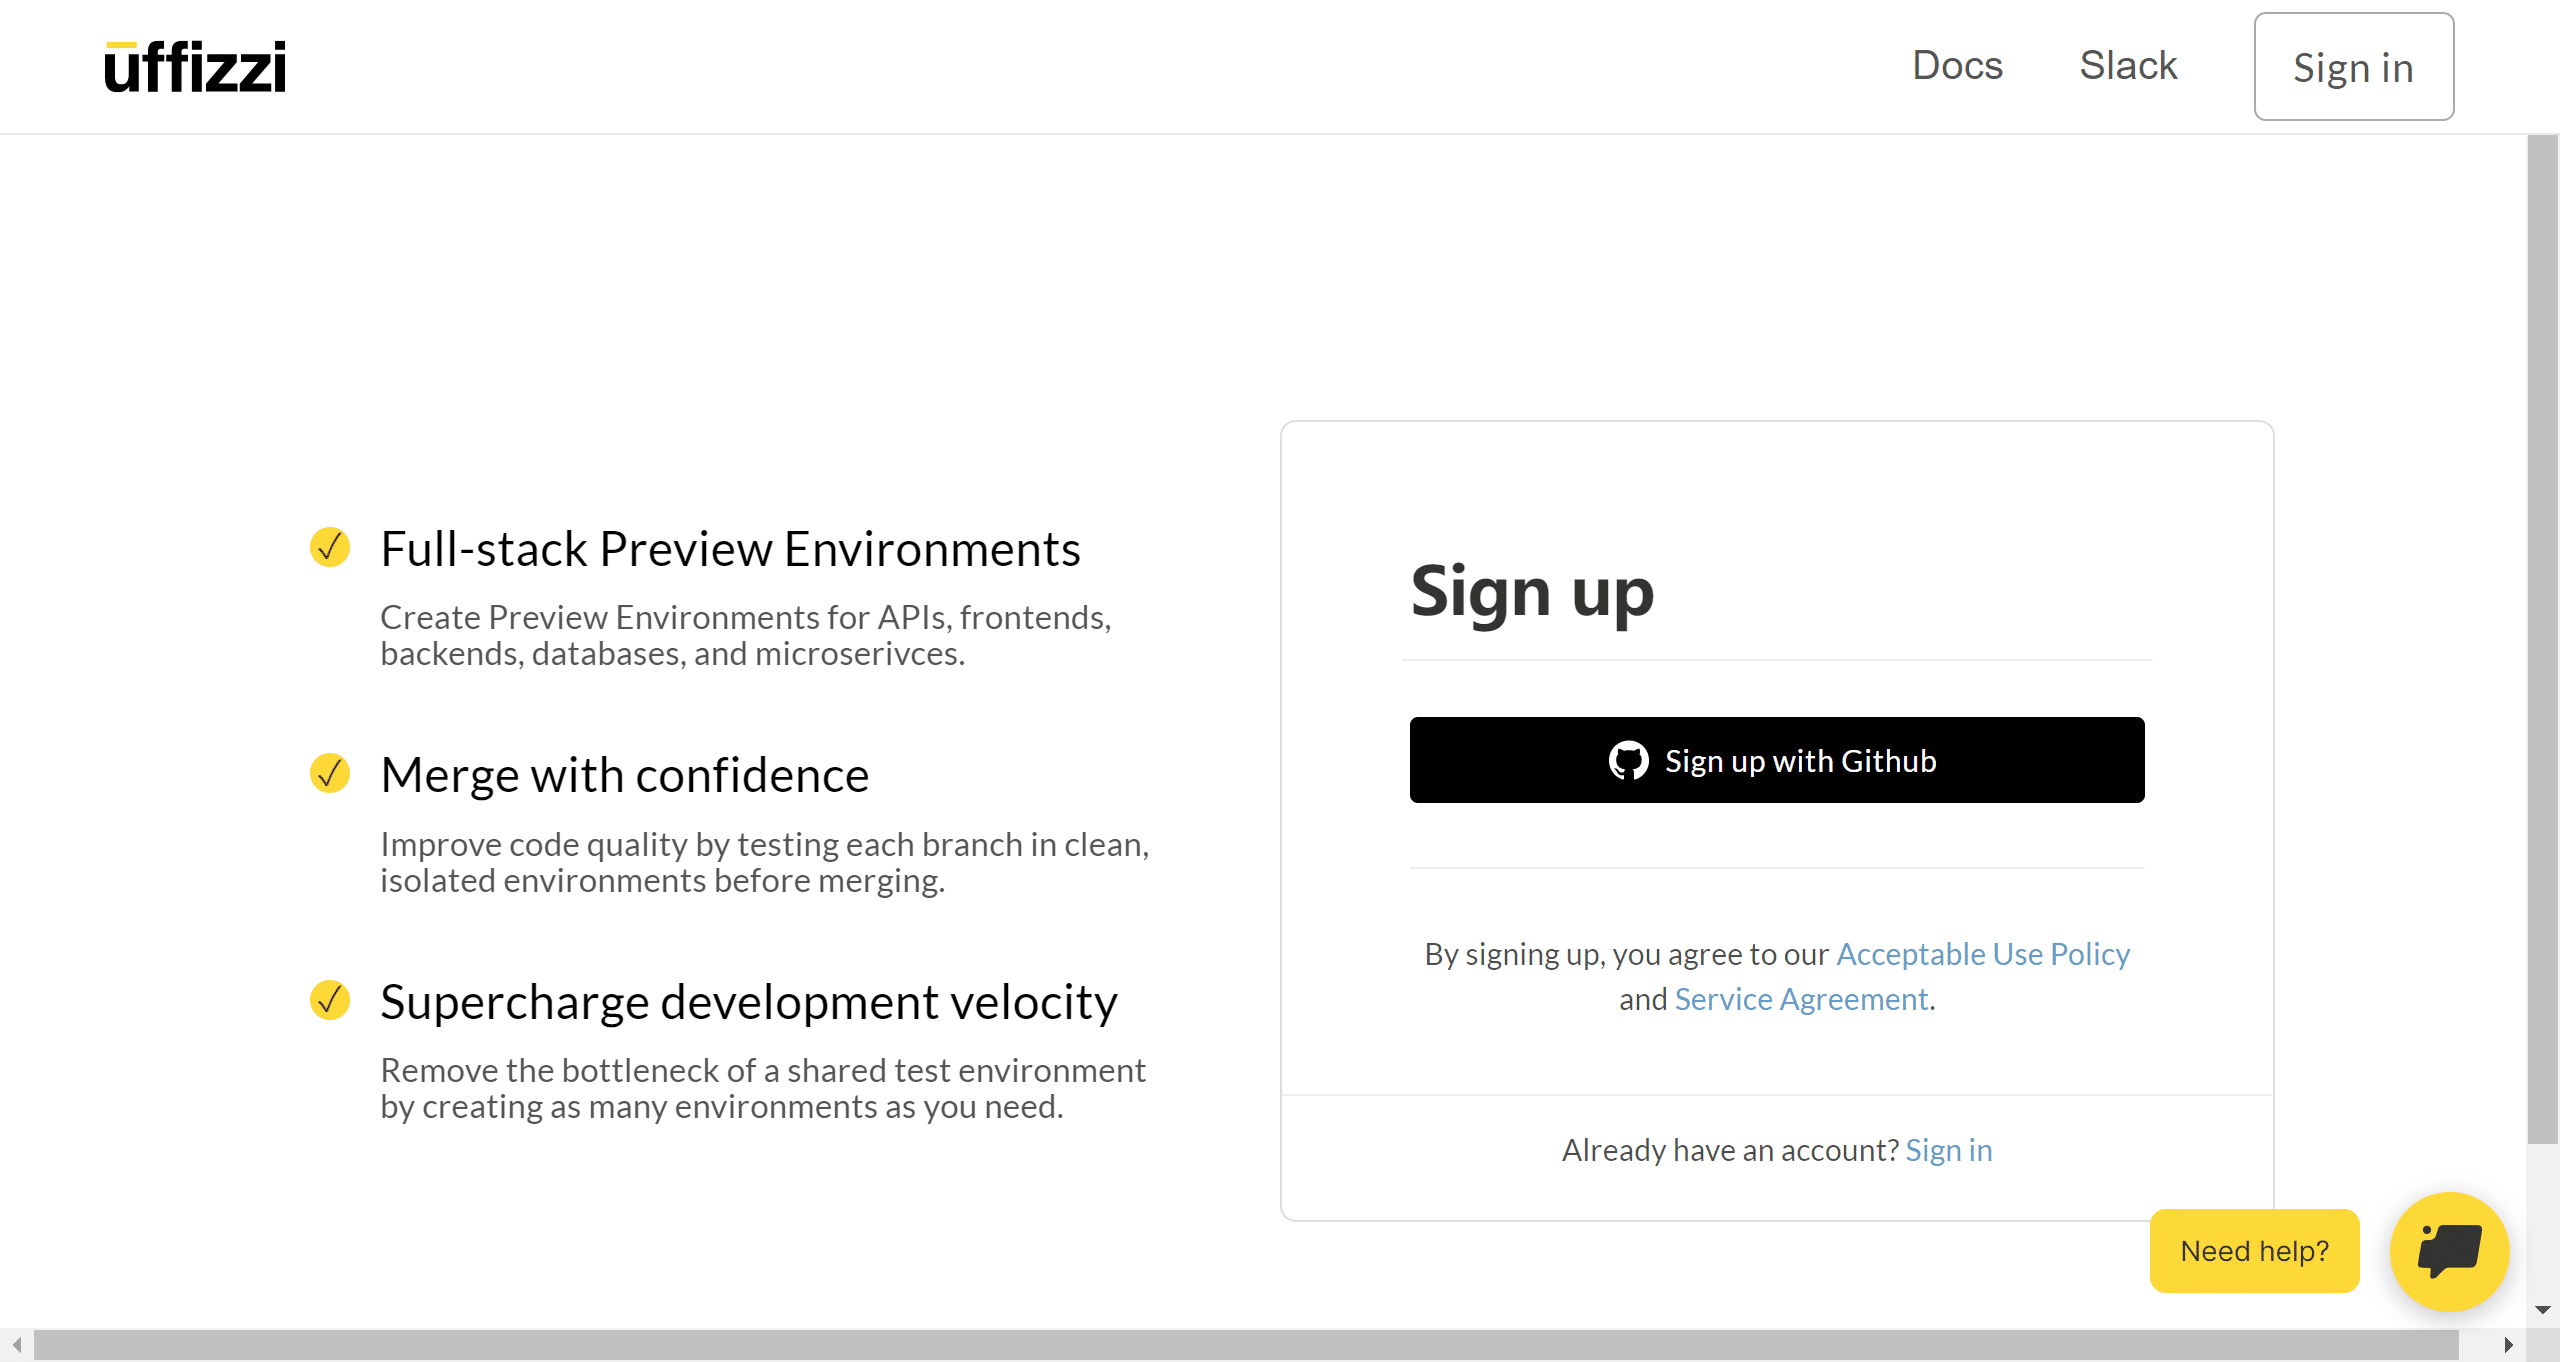 uffizzi
Docs
Slack
Sign in
Full-stack Preview Environments
Create Preview Environments for APIs, frontends,
backends, databases, and microserivces.
Merge with confidence
Improve code quality by testing each branch in clean,
isolated environments before merging.
Supercharge development velocity
Remove the bottleneck of a shared test environment
by creating as many environments as you need.
Sign up
Sign up with Github
By signing up, you agree to our Acceptable Use Policy
and Service Agreement.
Already have an account? Sign in
Need help?